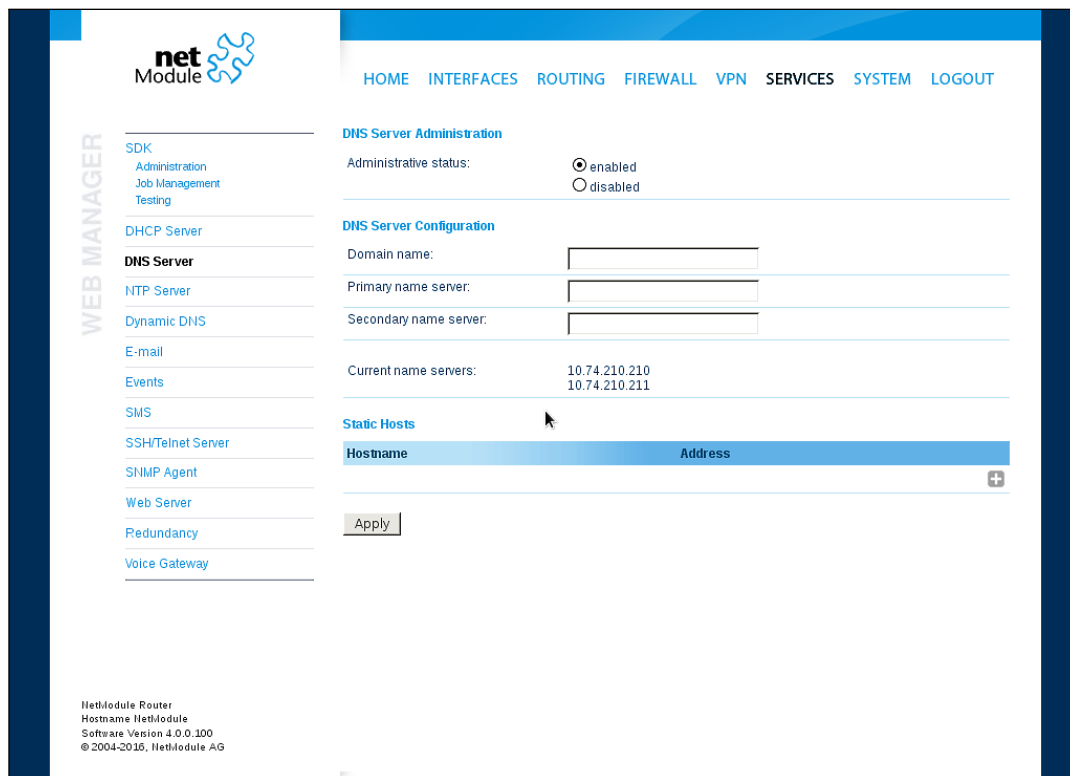 net
Module
HOME INTERFACES ROUTING FIREWALL VPN SERVICES SYSTEM LOGOUT
WEB MANAGER
SDK
Administration
Job Management
Testing
DHCP Server
DNS Server
NTP Server
Dynamic DNS
E-mail
Events
SMS
SSH/Telnet Server
SNMP Agent
Web Server
Redundancy
Voice Gateway
DNS Server Administration
Administrative status:
enabled
disabled
DNS Server Configuration
Domain name:
Primary name server:
Secondary name server:
Current name servers: 10.74.210.210
10.74.210.211
Static Hosts
Hostname Address
Apply
NetModule Router
Hostname NetModule
Software Version 4.0.0.100
© 2004-2016, NetModule AG